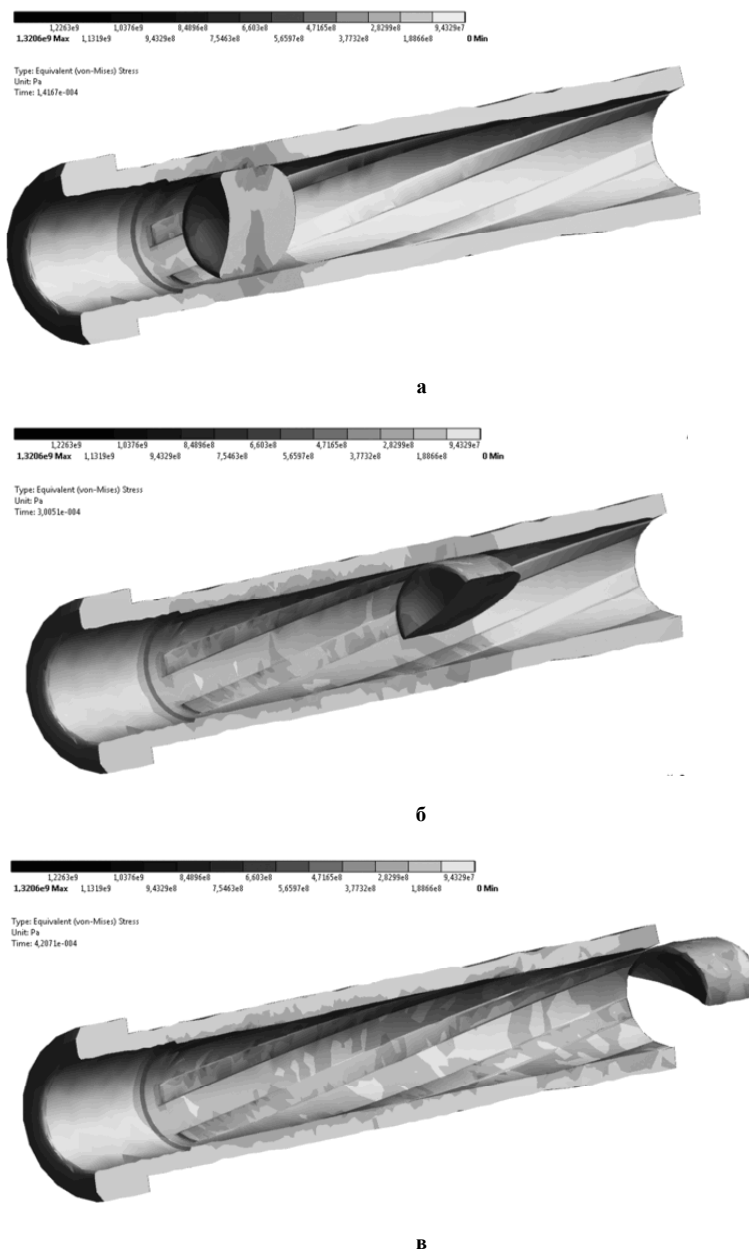 1,2263e9 1,0376e9 8,4896e8 6,603e8 4,7165e8 2,8299e8 9,4329e7
1,3206e9 Max 1,1319e9 9,4329e8 7,5463e8 5,6597e8 3,7732e8 1,8866e8 0 Min
Type: Equivalent (von-Mises) Stress
Unit: Pa
Time: 1,4167e-004
а
1,2263e9 1,0376e9 8,4896e8 6,603e8 4,7165e8 2,8299e8 9,4329e7
1,3206e9 Max 1,1319e9 9,4329e8 7,5463e8 5,6597e8 3,7732e8 1,8866e8 0 Min
Type: Equivalent (von-Mises) Stress
Unit: Pa
Time: 3,0051e-004
б
1,2263e9 1,0376e9 8,4896e8 6,603e8 4,7165e8 2,8299e8 9,4329e7
1,3206e9 Max 1,1319e9 9,4329e8 7,5463e8 5,6597e8 3,7732e8 1,8866e8 0 Min
Type: Equivalent (von-Mises) Stress
Unit: Pa
Time: 4,2071e-004
в